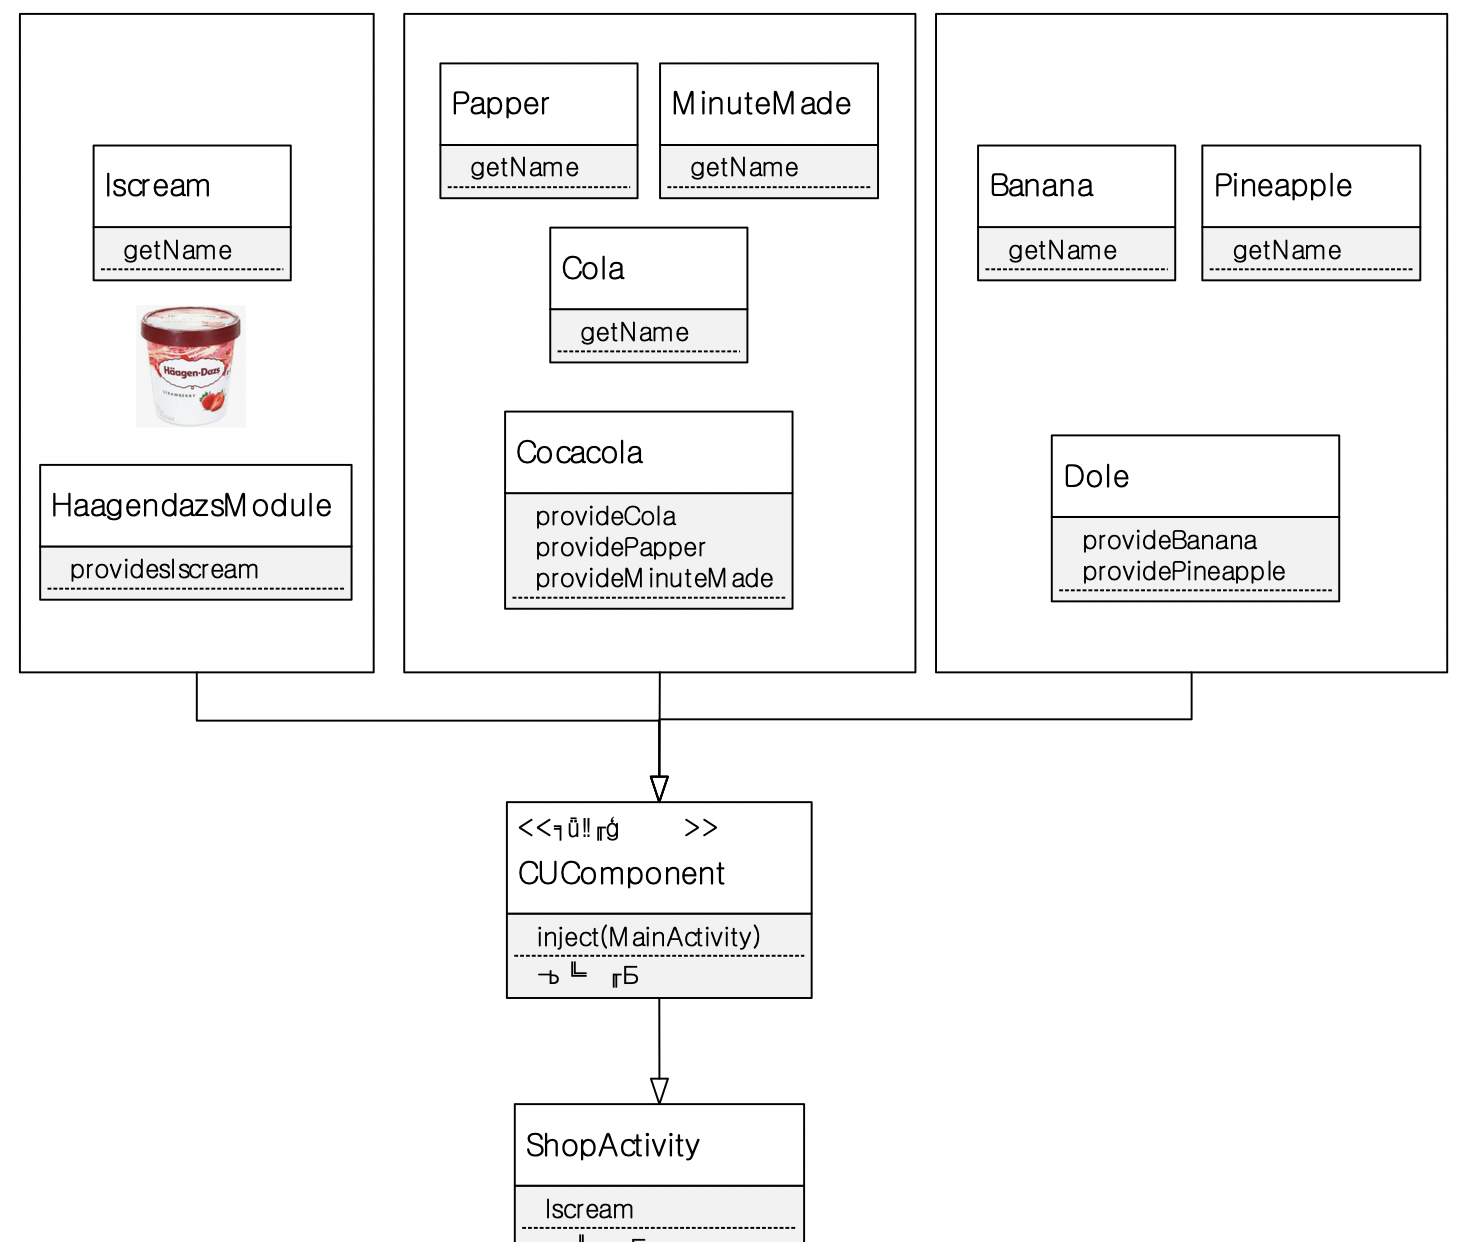 Iscream
getName
Häagen-Dazs
STRAWBERRY
HaagendazsModule
providesIscream
Papper
getName
MinuteMade
getName
Cola
getName
Cocacola
provideCola
providePapper
provideMinuteMade
Banana
getName
Pineapple
getName
Dole
provideBanana
providePineapple
<< >>
CUComponent
inject(MainActivity)
ShopActivity
Iscream